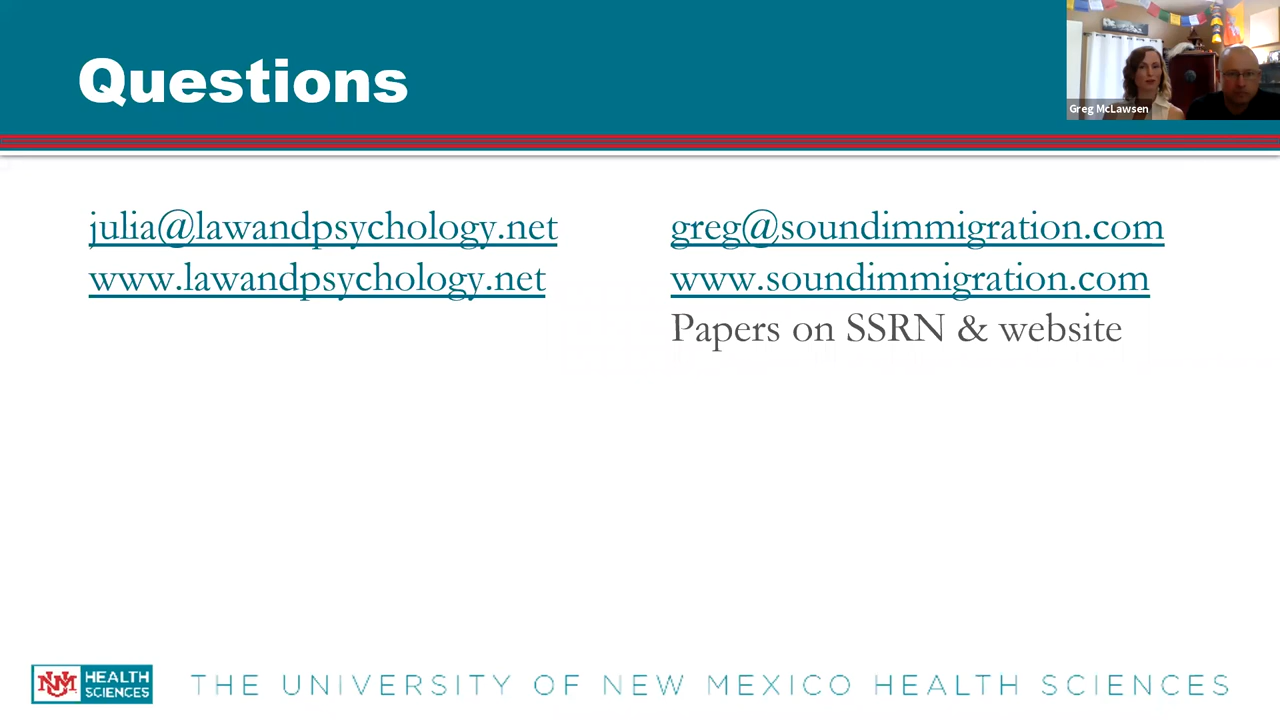 Questions
Greg McLawsen
julia@lawandpsychology.net
www.lawandpsychology.net
greg@soundimmigration.com
www.soundimmigration.com
Papers on SSRN & website
UNM HEALTH
SCIENCES
THE UNIVERSITY OF NEW MEXICO HEALTH SCIENCES